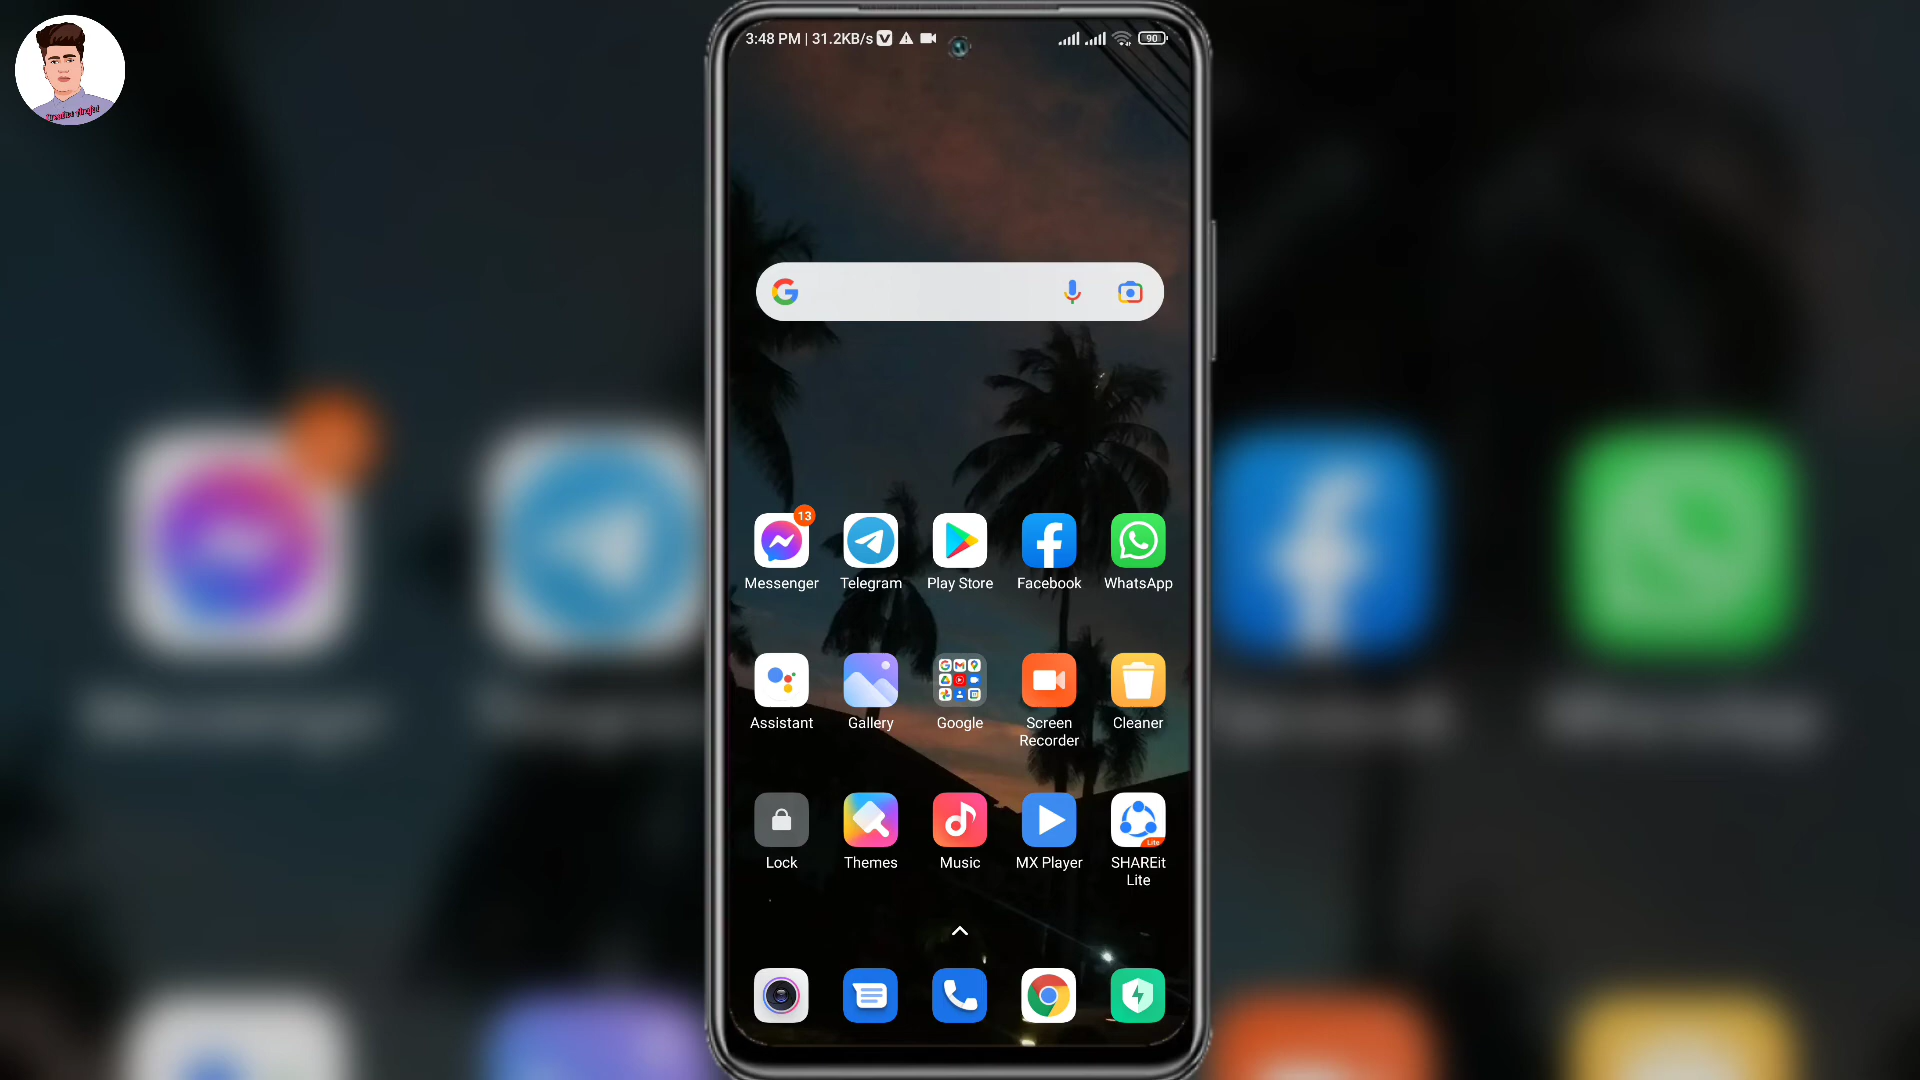 3:48 PM | 31.2KB/s
90
13
Messenger
Telegram
Play Store
Facebook
WhatsApp
Assistant
Gallery
Google
Screen
Recorder
Cleaner
Lock
Themes
Music
MX Player
SHAREit
Lite
Lite